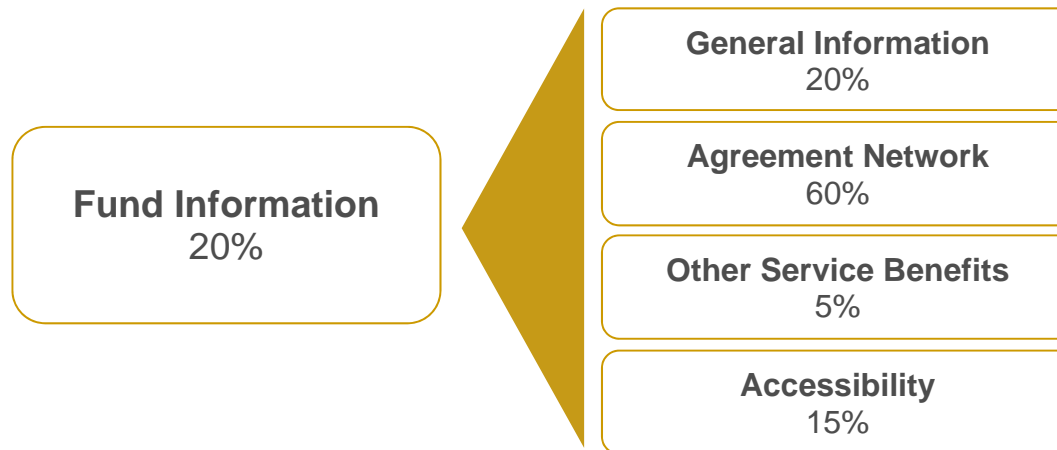 Fund Information
20%
General Information
20%
Agreement Network
60%
Other Service Benefits
5%
Accessibility
15%